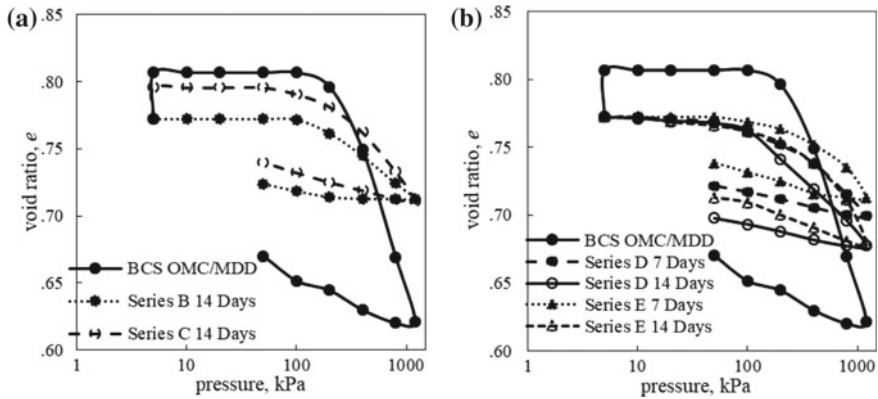 (a)
.85
.80
.75
.70
.65
.60
void ratio, e
BCS OMC/MDD
Series B 14 Days
Series C 14 Days
1 10 100 1000
pressure, kPa
(b)
.85
.80
.75
.70
.65
.60
void ratio, e
BCS OMC/MDD
Series D 7 Days
Series D 14 Days
Series E 7 Days
Series E 14 Days
1 10 100 1000
pressure, kPa